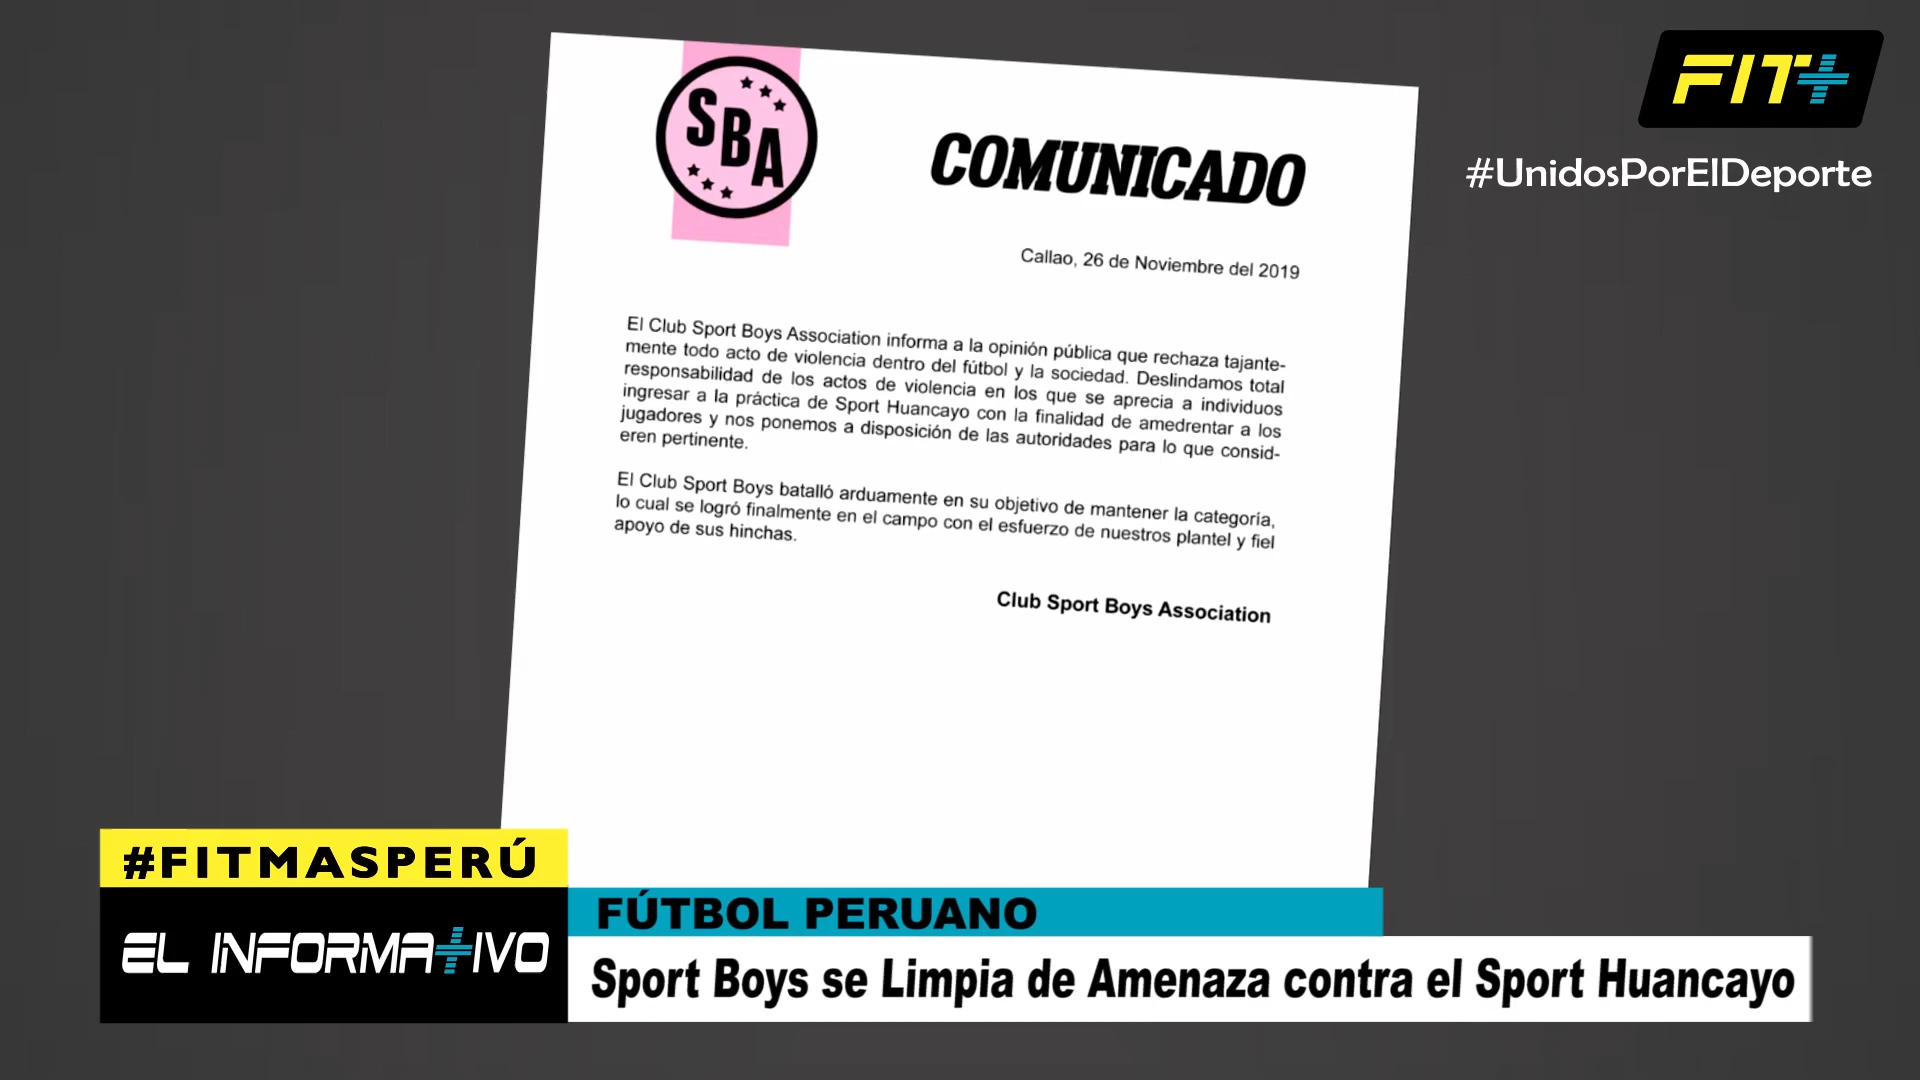 FIT+
#UnidosPorElDeporte
SBA
COMUNICADO
Callao, 26 de Noviembre del 2019
El Club Sport Boys Association informa a la opinión pública que rechaza tajante-
mente todo acto de violencia dentro del fútbol y la sociedad. Deslindamos total
responsabilidad de los actos de violencia en los que se aprecia a individuos
ingresar a la práctica de Sport Huancayo con la finalidad de amedrentar a los
jugadores y nos ponemos a disposición de las autoridades para lo que consid-
eren pertinente.
El Club Sport Boys batalló arduamente en su objetivo de mantener la categoría,
lo cual se logró finalmente en el campo con el esfuerzo de nuestros plantel y fiel
apoyo de sus hinchas.
Club Sport Boys Association
#FITMASPERÚ
EL INFORMATIVO
FÚTBOL PERUANO
Sport Boys se Limpia de Amenaza contra el Sport Huancayo